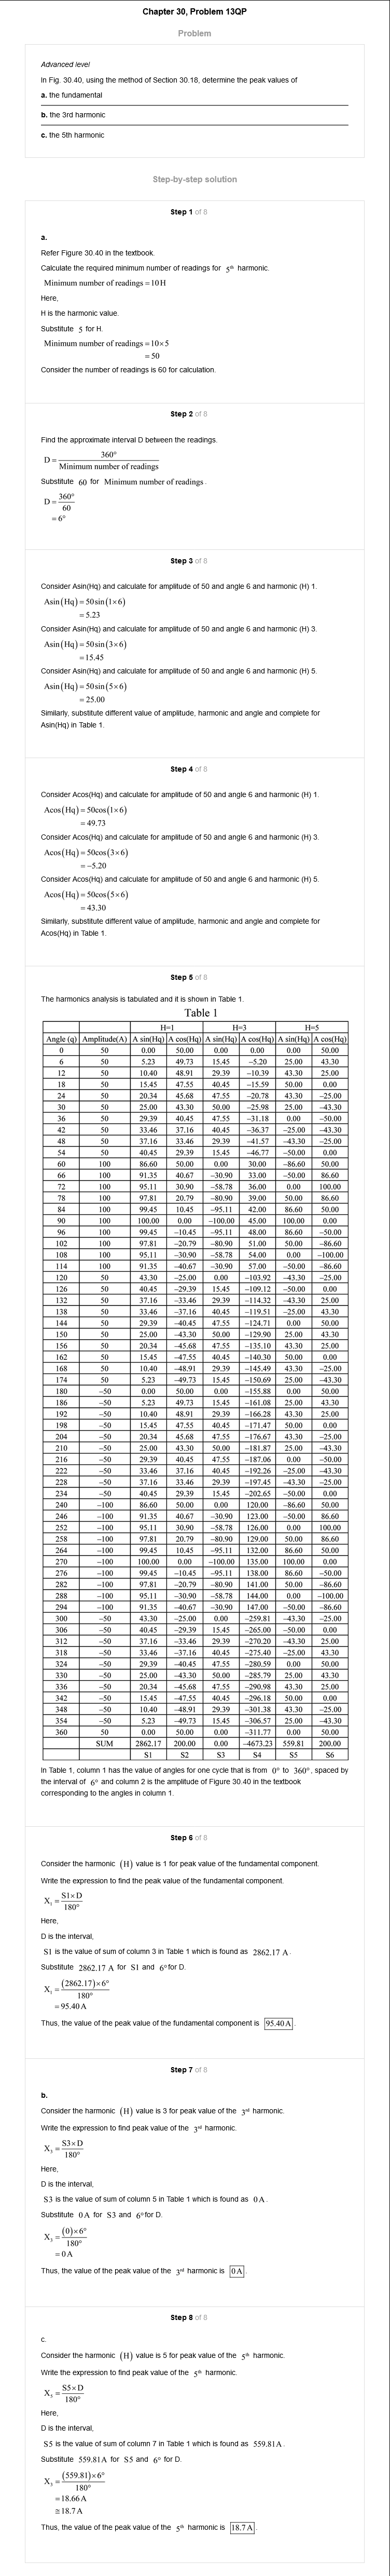 Chapter 30, Problem 13QP
Problem
Advanced level
In Fig. 30.40, using the method of Section 30.18, determine the peak values of
a. the fundamental
b. the 3rd harmonic
c. the 5th harmonic
Step-by-step solution
Step 1 of 8
a.
Refer Figure 30.40 in the textbook.
Calculate the required minimum number of readings for 5th harmonic.
Minimum number of readings = 10H
Here,
H is the harmonic value.
Substitute 5 for H.
Minimum number of readings = 10×5
= 50
Consider the number of readings is 60 for calculation.
Step 2 of 8
Find the approximate interval D between the readings.
D = 360° / Minimum number of readings
Substitute 60 for Minimum number of readings.
D = 360° / 60
= 6°
Step 3 of 8
Consider Asin(Hq) and calculate for amplitude of 50 and angle 6 and harmonic (H) 1.
Asin(Hq) = 50sin(1×6)
= 5.23
Consider Asin(Hq) and calculate for amplitude of 50 and angle 6 and harmonic (H) 3.
Asin(Hq) = 50sin(3×6)
= 15.45
Consider Asin(Hq) and calculate for amplitude of 50 and angle 6 and harmonic (H) 5.
Asin(Hq) = 50sin(5×6)
= 25.00
Similarly, substitute different value of amplitude, harmonic and angle and complete for
Asin(Hq) in Table 1.
Step 4 of 8
Consider Acos(Hq) and calculate for amplitude of 50 and angle 6 and harmonic (H) 1.
Acos(Hq) = 50cos(1×6)
= 49.73
Consider Acos(Hq) and calculate for amplitude of 50 and angle 6 and harmonic (H) 3.
Acos(Hq) = 50cos(3×6)
= −5.20
Consider Acos(Hq) and calculate for amplitude of 50 and angle 6 and harmonic (H) 5.
Acos(Hq) = 50cos(5×6)
= 43.30
Similarly, substitute different value of amplitude, harmonic and angle and complete for
Acos(Hq) in Table 1.
Step 5 of 8
The harmonics analysis is tabulated and it is shown in Table 1.
Table 1
H=1 H=3 H=5
Angle (q) Amplitude(A) A sin(Hq) A cos(Hq) A sin(Hq) A cos(Hq) A sin(Hq) A cos(Hq)
0 50 0.00 50.00 0.00 0.00 0.00 50.00
6 50 5.23 49.73 15.45 −5.20 25.00 43.30
12 50 10.40 48.91 29.39 −10.39 43.30 25.00
18 50 15.45 47.55 40.45 −15.59 50.00 0.00
24 50 20.34 45.68 47.55 −20.78 43.30 −25.00
30 50 25.00 43.30 50.00 −25.98 25.00 −43.30
36 50 29.39 40.45 47.55 −31.18 0.00 −50.00
42 50 33.46 37.16 40.45 −36.37 −25.00 −43.30
48 50 37.16 33.46 29.39 −41.57 −43.30 −25.00
54 50 40.45 29.39 15.45 −46.77 −50.00 0.00
60 100 86.60 50.00 0.00 30.00 −86.60 50.00
66 100 91.35 40.67 −30.90 33.00 −50.00 86.60
72 100 95.11 30.90 −58.78 36.00 0.00 100.00
78 100 97.81 20.79 −80.90 39.00 50.00 86.60
84 100 99.45 10.45 −95.11 42.00 86.60 50.00
90 100 100.00 0.00 −100.00 45.00 100.00 0.00
96 100 99.45 −10.45 −95.11 48.00 86.60 −50.00
102 100 97.81 −20.79 −80.90 51.00 50.00 −86.60
108 100 95.11 −30.90 −58.78 54.00 0.00 −100.00
114 100 91.35 −40.67 −30.90 57.00 −50.00 −86.60
120 50 43.30 −25.00 0.00 −103.92 −43.30 −25.00
126 50 40.45 −29.39 15.45 −109.12 −50.00 0.00
132 50 37.16 −33.46 29.39 −114.32 −43.30 25.00
138 50 33.46 −37.16 40.45 −119.51 −25.00 43.30
144 50 29.39 −40.45 47.55 −124.71 0.00 50.00
150 50 25.00 −43.30 50.00 −129.90 25.00 43.30
156 50 20.34 −45.68 47.55 −135.10 43.30 25.00
162 50 15.45 −47.55 40.45 −140.30 50.00 0.00
168 50 10.40 −48.91 29.39 −145.49 43.30 −25.00
174 50 5.23 −49.73 15.45 −150.69 25.00 −43.30
180 −50 0.00 50.00 0.00 −155.88 0.00 50.00
186 −50 5.23 49.73 15.45 −161.08 25.00 43.30
192 −50 10.40 48.91 29.39 −166.28 43.30 25.00
198 −50 15.45 47.55 40.45 −171.47 50.00 0.00
204 −50 20.34 45.68 47.55 −176.67 43.30 −25.00
210 −50 25.00 43.30 50.00 −181.87 25.00 −43.30
216 −50 29.39 40.45 47.55 −187.06 0.00 −50.00
222 −50 33.46 37.16 40.45 −192.26 −25.00 −43.30
228 −50 37.16 33.46 29.39 −197.45 −43.30 −25.00
234 −50 40.45 29.39 15.45 −202.65 −50.00 0.00
240 −100 86.60 50.00 0.00 120.00 −86.60 50.00
246 −100 91.35 40.67 −30.90 123.00 −50.00 86.60
252 −100 95.11 30.90 −58.78 126.00 0.00 100.00
258 −100 97.81 20.79 −80.90 129.00 50.00 86.60
264 −100 99.45 10.45 −95.11 132.00 86.60 50.00
270 −100 100.00 0.00 −100.00 135.00 100.00 0.00
276 −100 99.45 −10.45 −95.11 138.00 86.60 −50.00
282 −100 97.81 −20.79 −80.90 141.00 50.00 −86.60
288 −100 95.11 −30.90 −58.78 144.00 0.00 −100.00
294 −100 91.35 −40.67 −30.90 147.00 −50.00 −86.60
300 −50 43.30 −25.00 0.00 −259.81 −43.30 −25.00
306 −50 40.45 −29.39 15.45 −265.00 −50.00 0.00
312 −50 37.16 −33.46 29.39 −270.20 −43.30 25.00
318 −50 33.46 −37.16 40.45 −275.40 −25.00 43.30
324 −50 29.39 −40.45 47.55 −280.59 0.00 50.00
330 −50 25.00 −43.30 50.00 −285.79 25.00 43.30
336 −50 20.34 −45.68 47.55 −290.98 43.30 25.00
342 −50 15.45 −47.55 40.45 −296.18 50.00 0.00
348 −50 10.40 −48.91 29.39 −301.38 43.30 −25.00
354 −50 5.23 −49.73 15.45 −306.57 25.00 −43.30
360 50 0.00 50.00 0.00 −311.77 0.00 50.00
SUM 2862.17 200.00 0.00 −4673.23 559.81 200.00
S1 S2 S3 S4 S5 S6
In Table 1, column 1 has the value of angles for one cycle that is from 0° to 360°, spaced by
the interval of 6° and column 2 is the amplitude of Figure 30.40 in the textbook
corresponding to the angles in column 1.
Step 6 of 8
Consider the harmonic (H) value is 1 for peak value of the fundamental component.
Write the expression to find peak value of the fundamental component.
X₁ = S1×D / 180°
Here,
D is the interval,
S1 is the value of sum of column 3 in Table 1 which is found as 2862.17 A.
Substitute 2862.17 A for S1 and 6° for D.
X₁ = (2862.17)×6° / 180°
= 95.40 A
Thus, the value of the peak value of the fundamental component is 95.40 A.
Step 7 of 8
b.
Consider the harmonic (H) value is 3 for peak value of the 3rd harmonic.
Write the expression to find peak value of the 3rd harmonic.
X₃ = S3×D / 180°
Here,
D is the interval,
S3 is the value of sum of column 5 in Table 1 which is found as 0 A.
Substitute 0 A for S3 and 6° for D.
X₃ = (0)×6° / 180°
= 0 A
Thus, the value of the peak value of the 3rd harmonic is 0 A.
Step 8 of 8
c.
Consider the harmonic (H) value is 5 for peak value of the 5th harmonic.
Write the expression to find peak value of the 5th harmonic.
X₅ = S5×D / 180°
Here,
D is the interval,
S5 is the value of sum of column 7 in Table 1 which is found as 559.81A.
Substitute 559.81A for S5 and 6° for D.
X₅ = (559.81)×6° / 180°
= 18.66 A
≅ 18.7 A
Thus, the value of the peak value of the 5th harmonic is 18.7 A.